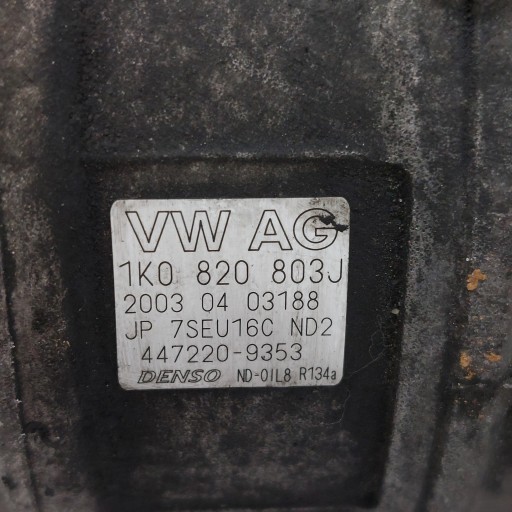 VW AG
1K0 820 803J
2003 04 03188
JP 7SEU16C ND2
447220-9353
DENSO ND-OIL8 R134a